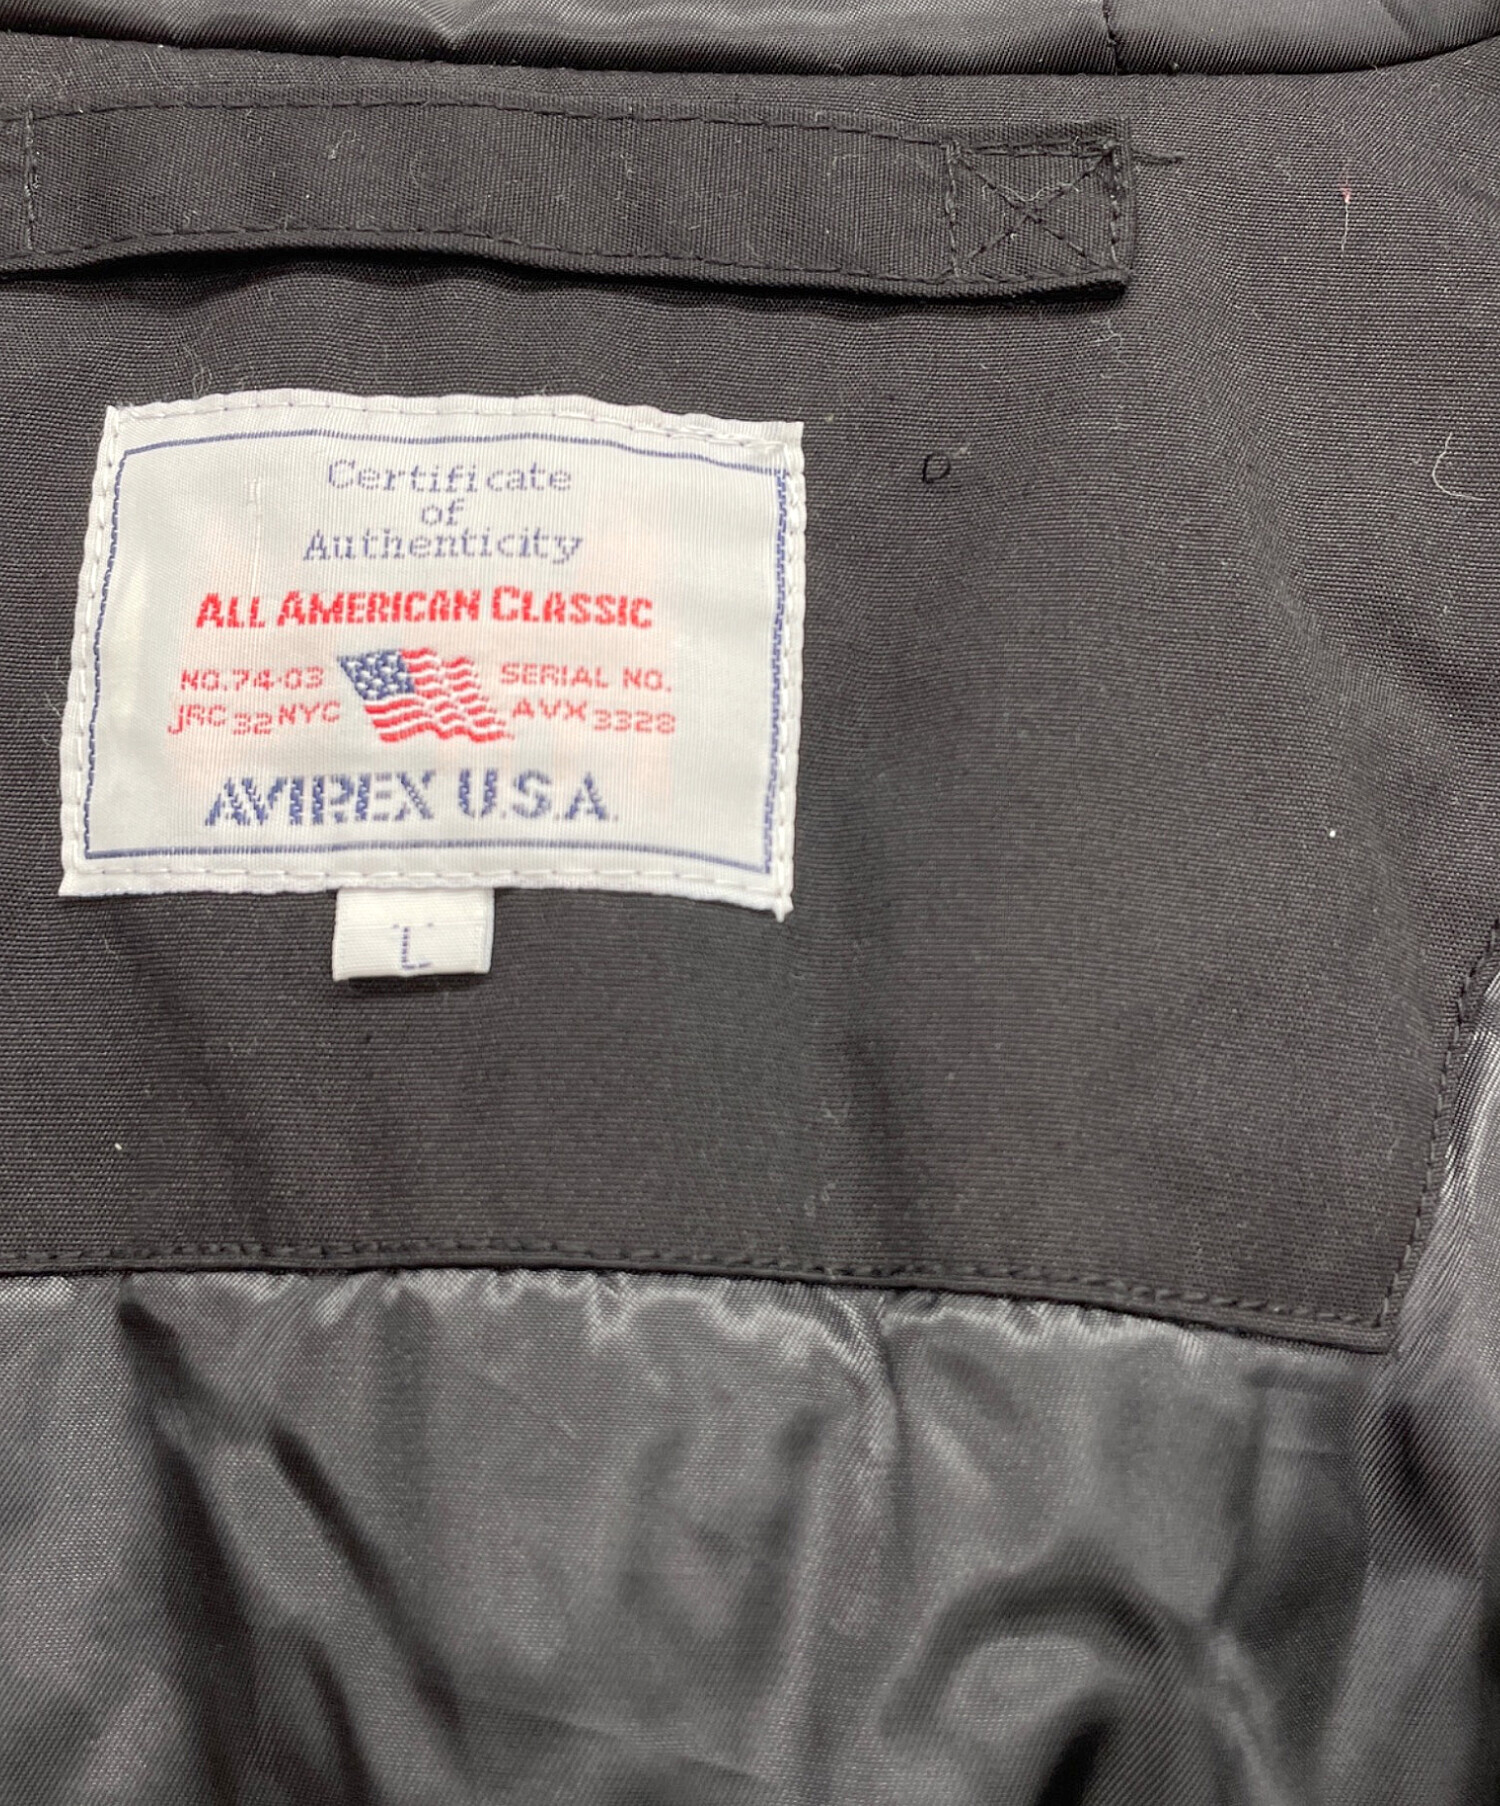 Certificate
of
Authenticity
ALL AMERICAN CLASSIC
NO.74-03 SERIAL NO.
JRC 32 NYC AVX 3328
AVIREX U.S.A.
L